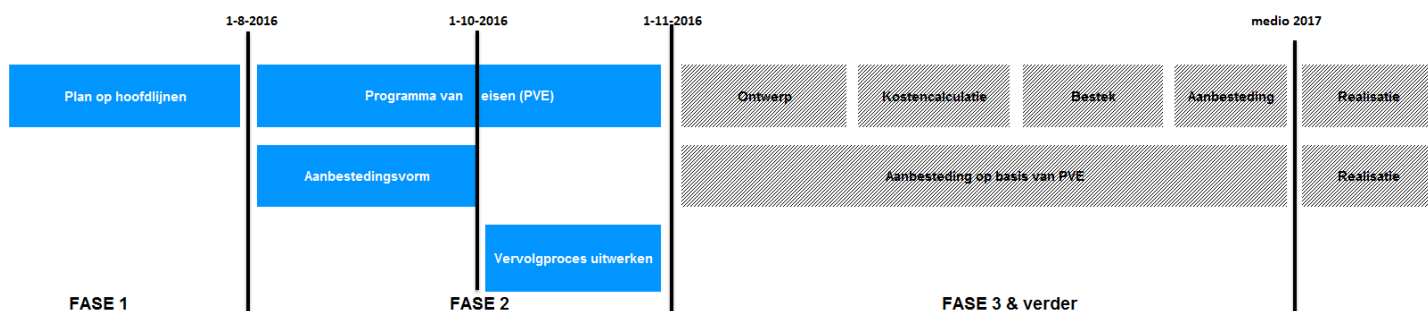 1-8-2016
1-10-2016
1-11-2016
medio 2017
Plan op hoofdlijnen
Programma van eisen (PVE)
Ontwerp
Kostencalculatie
Bestek
Aanbesteding
Realisatie
Aanbestedingsvorm
Aanbesteding op basis van PVE
Realisatie
Vervolgproces uitwerken
FASE 1
FASE 2
FASE 3 & verder